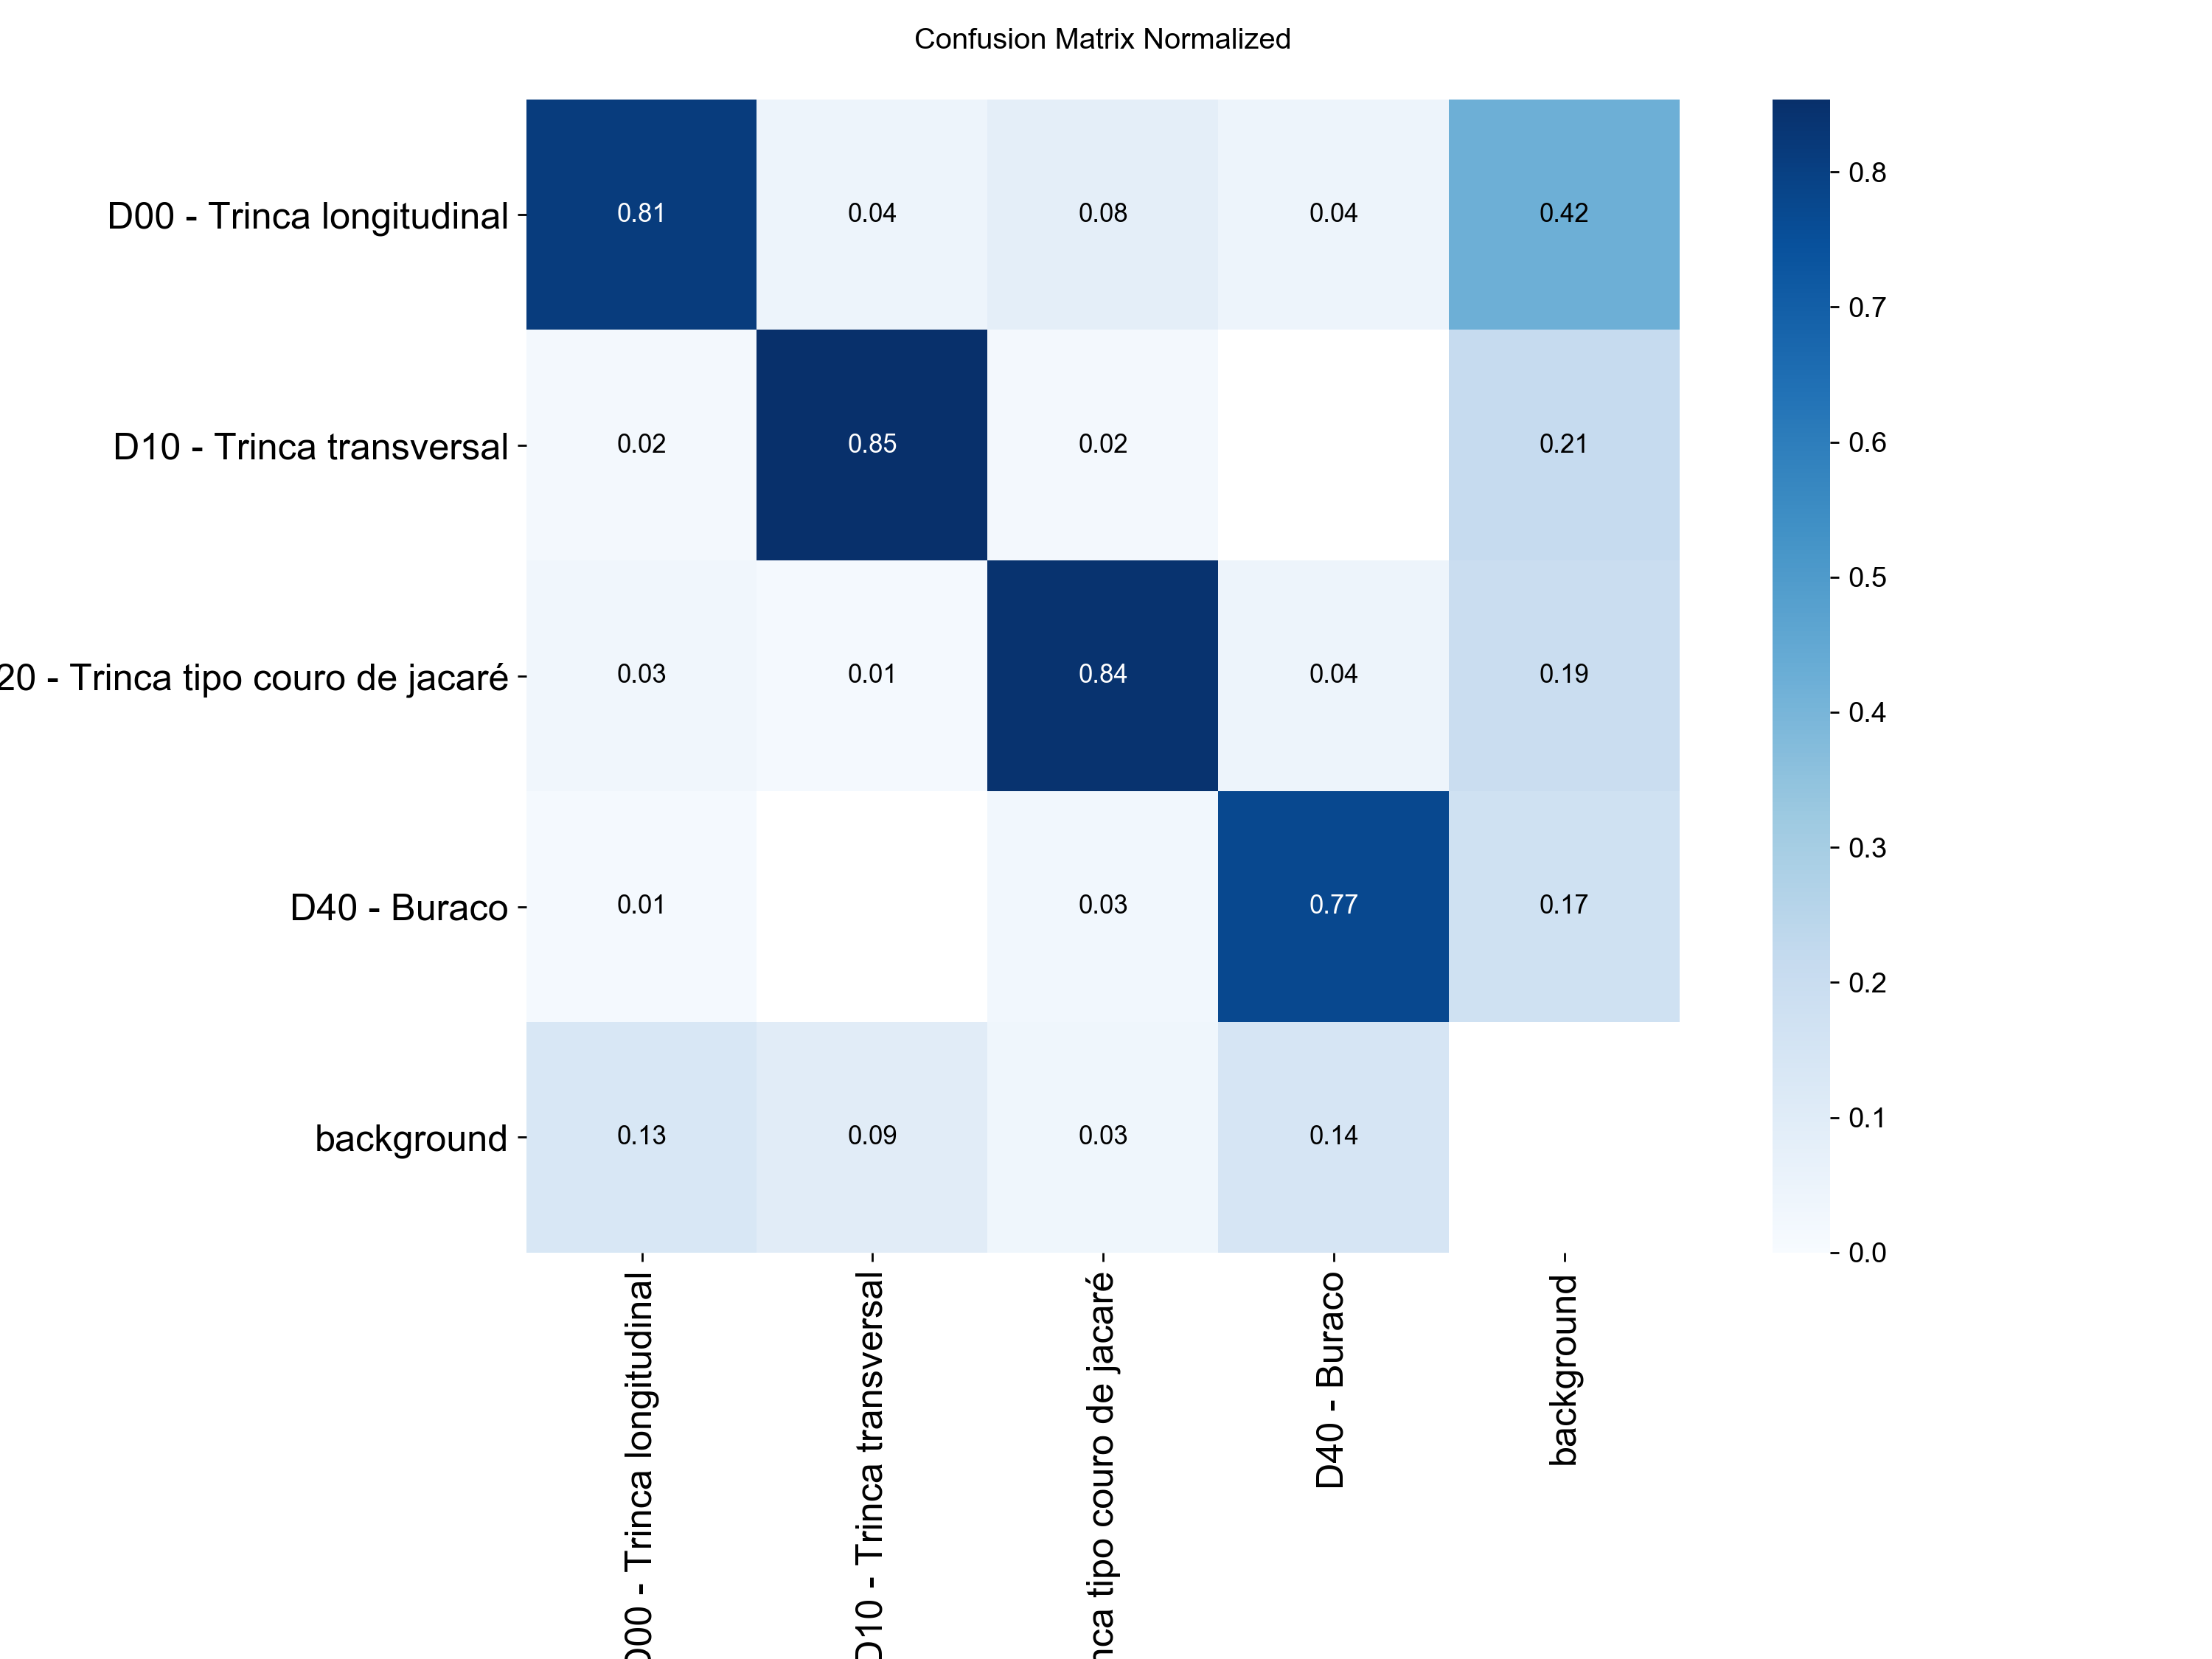 Confusion Matrix Normalized
D00 - Trinca longitudinal
0.81
0.04
0.08
0.04
0.42
D10 - Trinca transversal
0.02
0.85
0.02
0.21
20 - Trinca tipo couro de jacaré
0.03
0.01
0.84
0.04
0.19
D40 - Buraco
0.01
0.03
0.77
0.17
background
0.13
0.09
0.03
0.14
D00 - Trinca longitudinal
D10 - Trinca transversal
tipo couro de jacaré
D40 - Buraco
background
0.8
0.7
0.6
0.5
0.4
0.3
0.2
0.1
0.0